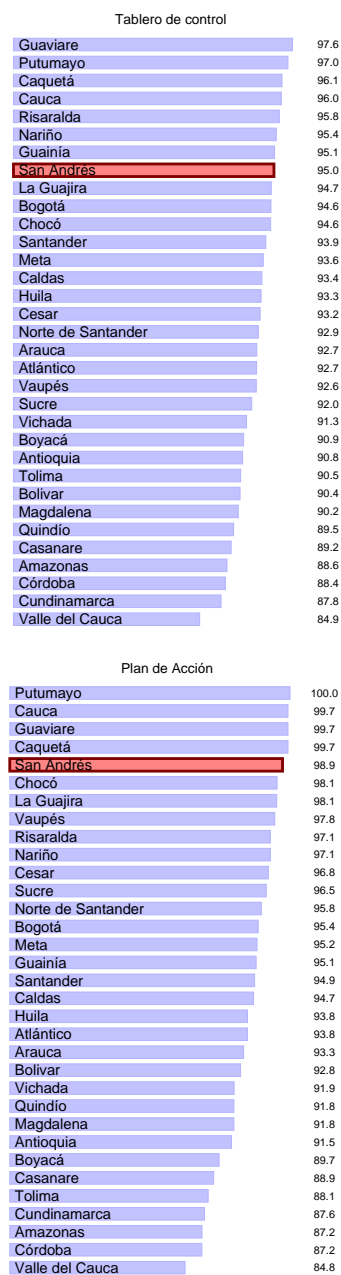 Tablero de control
Guaviare 97.6
Putumayo 97.0
Caquetá 96.1
Cauca 96.0
Risaralda 95.8
Nariño 95.4
Guainía 95.1
San Andrés 95.0
La Guajira 94.7
Bogotá 94.6
Chocó 94.6
Santander 93.9
Meta 93.6
Caldas 93.4
Huila 93.3
Cesar 93.2
Norte de Santander 92.9
Arauca 92.7
Atlántico 92.7
Vaupés 92.6
Sucre 92.0
Vichada 91.3
Boyacá 90.9
Antioquia 90.8
Tolima 90.5
Bolivar 90.4
Magdalena 90.2
Quindío 89.5
Casanare 89.2
Amazonas 88.6
Córdoba 88.4
Cundinamarca 87.8
Valle del Cauca 84.9
Plan de Acción
Putumayo 100.0
Cauca 99.7
Guaviare 99.7
Caquetá 99.7
San Andrés 98.9
Chocó 98.1
La Guajira 98.1
Vaupés 97.8
Risaralda 97.1
Nariño 97.1
Cesar 96.8
Sucre 96.5
Norte de Santander 95.8
Bogotá 95.4
Meta 95.2
Guainía 95.1
Santander 94.9
Caldas 94.7
Huila 93.8
Atlántico 93.8
Arauca 93.3
Bolivar 92.8
Vichada 91.9
Quindío 91.8
Magdalena 91.8
Antioquia 91.5
Boyacá 89.7
Casanare 88.9
Tolima 88.1
Cundinamarca 87.6
Amazonas 87.2
Córdoba 87.2
Valle del Cauca 84.8